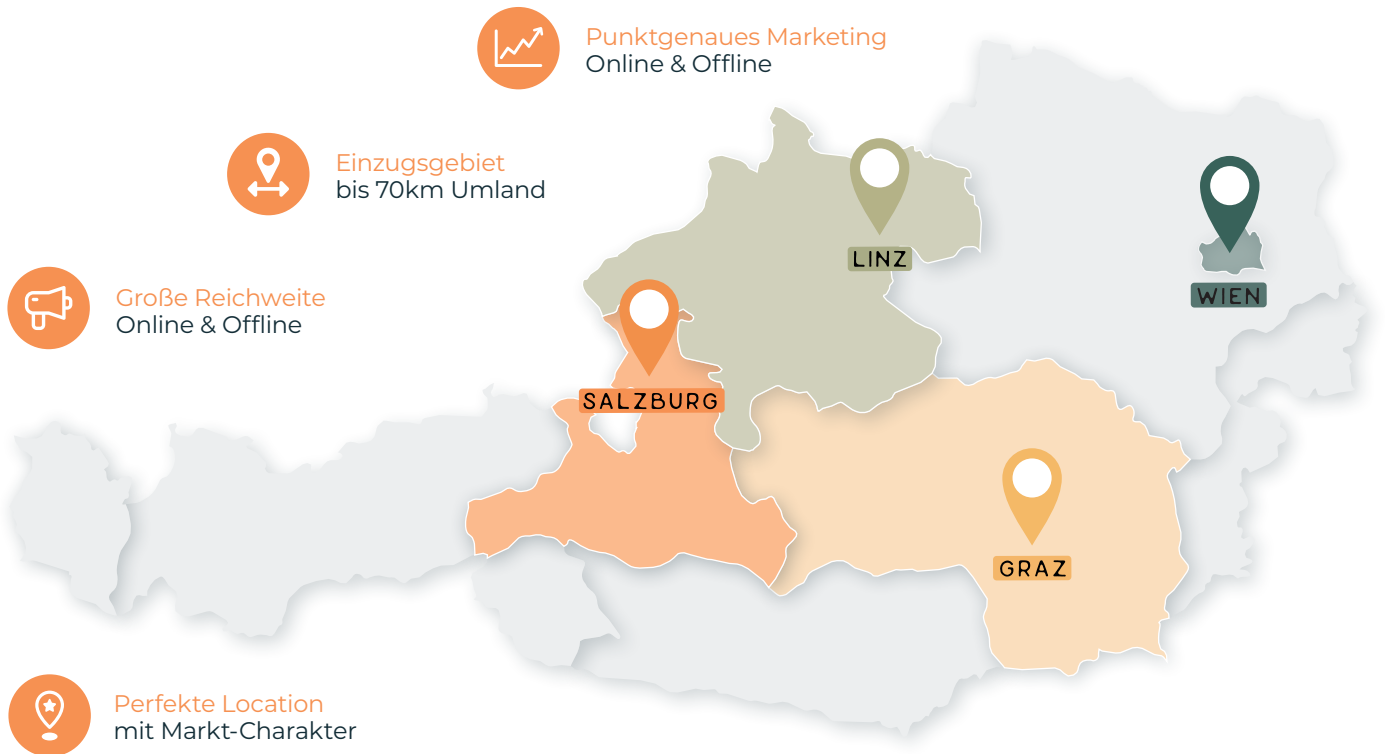 Punktgenaues Marketing
Online & Offline
Einzugsgebiet
bis 70km Umland
LINZ
WIEN
Große Reichweite
Online & Offline
SALZBURG
GRAZ
Perfekte Location
mit Markt-Charakter